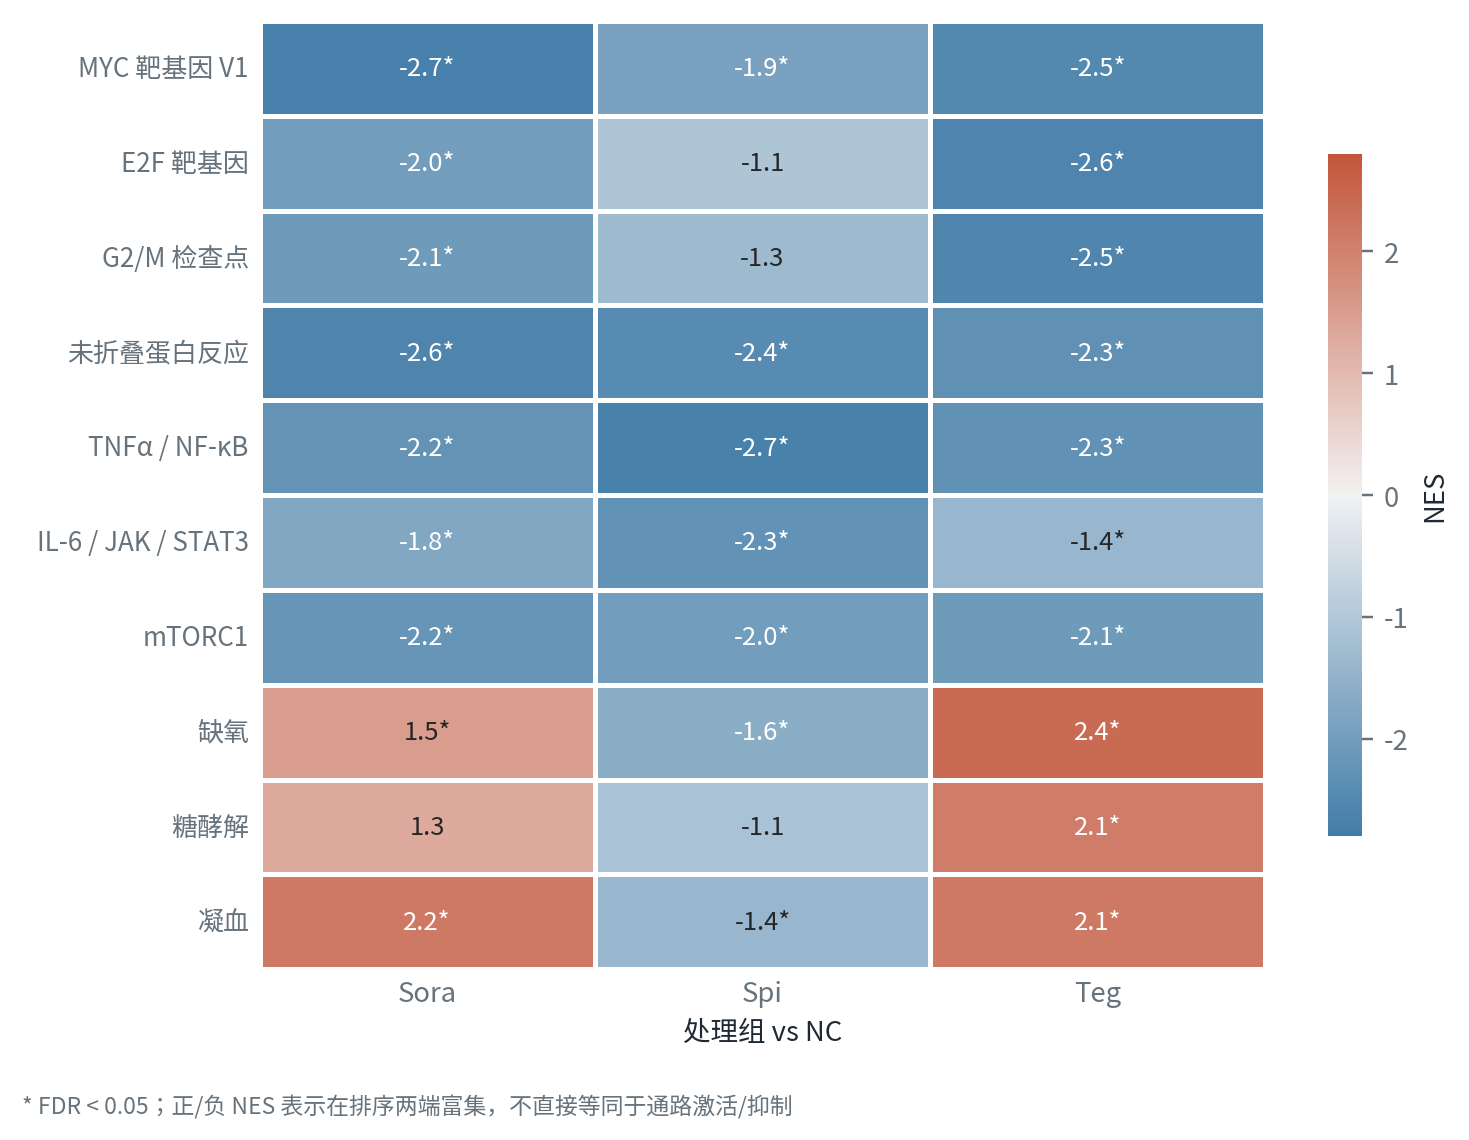 MYC 靶基因 V1 -2.7* -1.9* -2.5*
E2F 靶基因 -2.0* -1.1 -2.6*
G2/M 检查点 -2.1* -1.3 -2.5*
未折叠蛋白反应 -2.6* -2.4* -2.3*
TNFα / NF-κB -2.2* -2.7* -2.3*
IL-6 / JAK / STAT3 -1.8* -2.3* -1.4*
mTORC1 -2.2* -2.0* -2.1*
缺氧 1.5* -1.6* 2.4*
糖酵解 1.3 -1.1 2.1*
凝血 2.2* -1.4* 2.1*
Sora Spi Teg
处理组 vs NC
2
1
0
-1
-2
NES
* FDR < 0.05；正/负 NES 表示在排序两端富集，不直接等同于通路激活/抑制